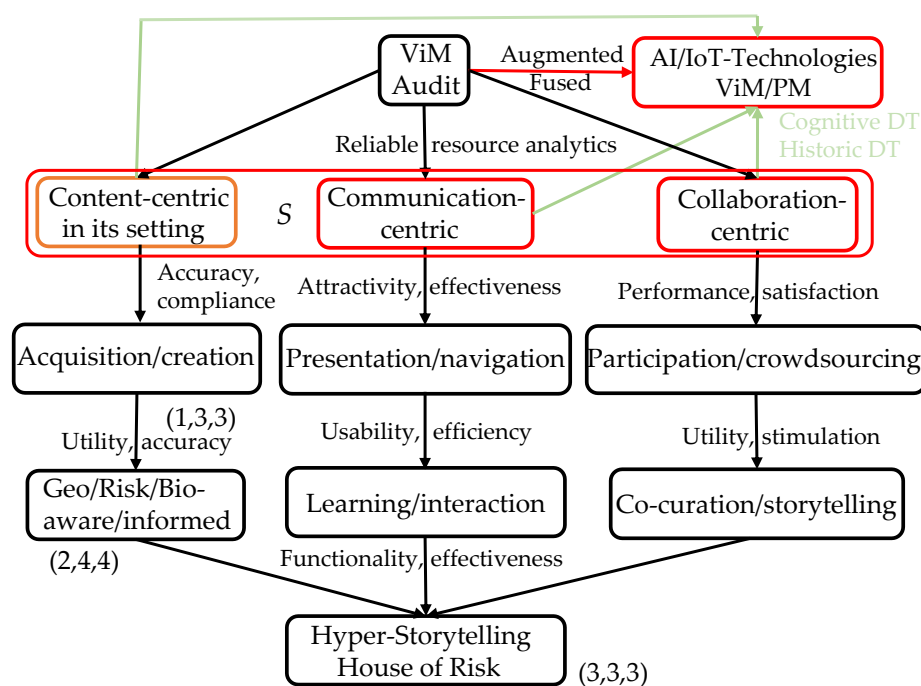 ViM
Audit
Augmented
Fused
AI/IoT-Technologies
ViM/PM
Cognitive DT
Historic DT
Reliable resource analytics
Content-centric
in its setting
S
Communication-
centric
Collaboration-
centric
Accuracy,
compliance
Attractivity, effectiveness
Performance, satisfaction
Acquisition/creation
Presentation/navigation
Participation/crowdsourcing
(1,3,3)
Utility, accuracy
Usability, efficiency
Utility, stimulation
Geo/Risk/Bio-
aware/informed
Learning/interaction
Co-curation/storytelling
(2,4,4)
Functionality, effectiveness
Hyper-Storytelling
House of Risk
(3,3,3)